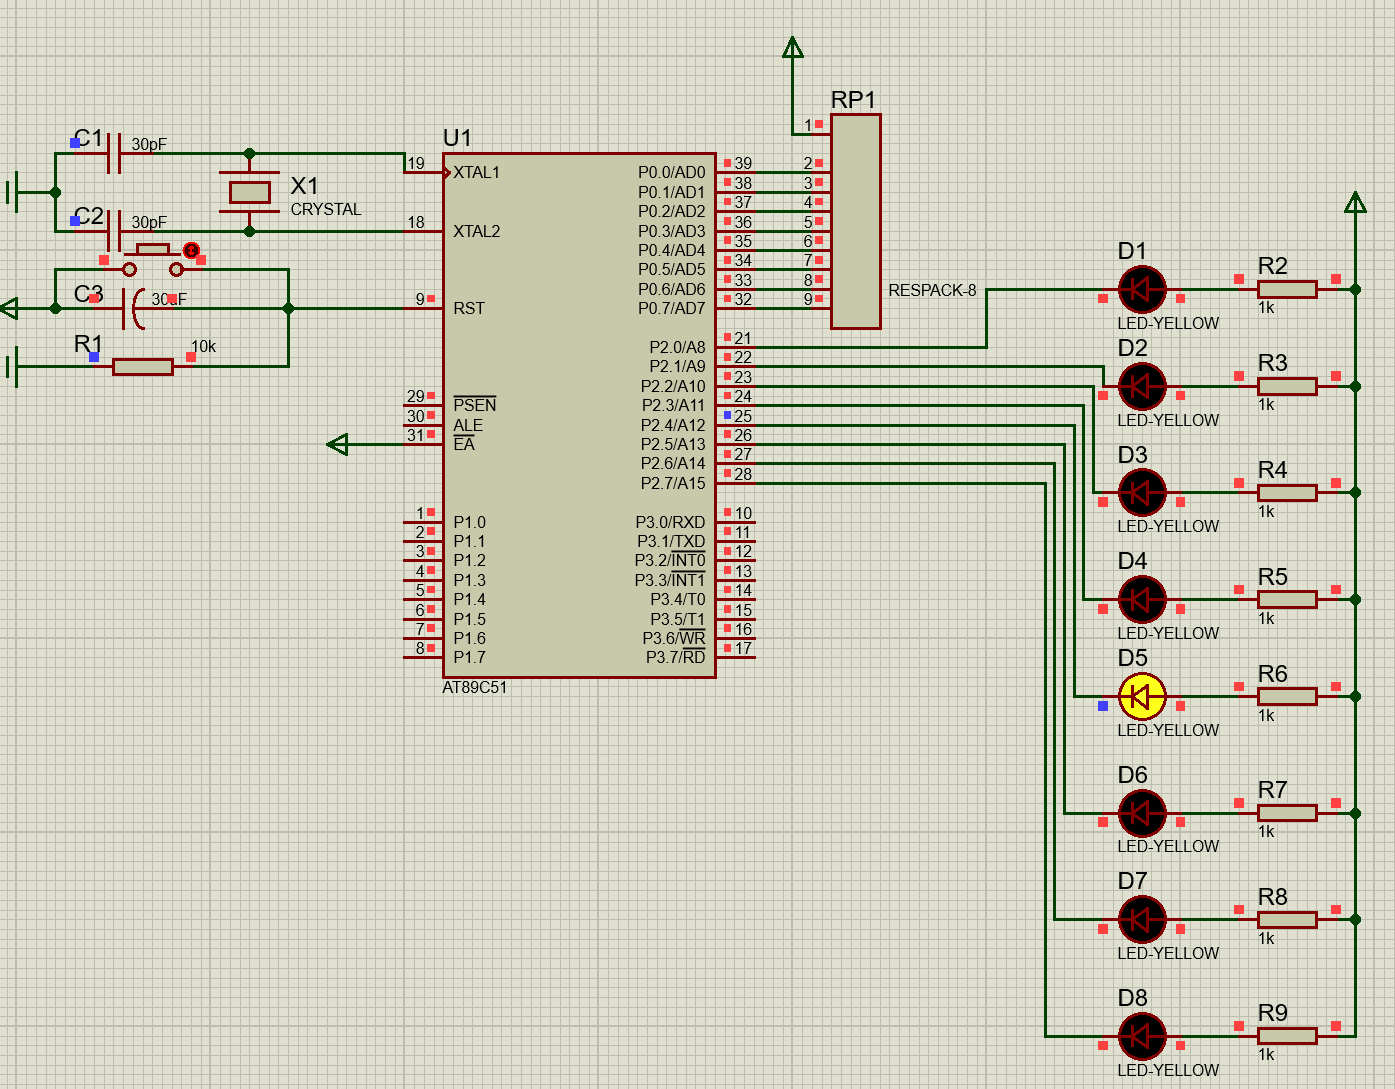 C1
30pF
C2
30pF
X1
CRYSTAL
C3
R1
10k
U1
19
XTAL1
18
XTAL2
9
RST
29
PSEN
30
ALE
31
EA
1
P1.0
2
P1.1
3
P1.2
4
P1.3
5
P1.4
6
P1.5
7
P1.6
8
P1.7
P0.0/AD0
39
P0.1/AD1
38
P0.2/AD2
37
P0.3/AD3
36
P0.4/AD4
35
P0.5/AD5
34
P0.6/AD6
33
P0.7/AD7
32
P2.0/A8
21
P2.1/A9
22
P2.2/A10
23
P2.3/A11
24
P2.4/A12
25
P2.5/A13
26
P2.6/A14
27
P2.7/A15
28
P3.0/RXD
10
P3.1/TXD
11
P3.2/INT0
12
P3.3/INT1
13
P3.4/T0
14
P3.5/T1
15
P3.6/WR
16
P3.7/RD
17
AT89C51
RP1
1
2
3
4
5
6
7
8
9
RESPACK-8
D1
LED-YELLOW
R2
1k
D2
LED-YELLOW
R3
1k
D3
LED-YELLOW
R4
1k
D4
LED-YELLOW
R5
1k
D5
LED-YELLOW
R6
1k
D6
LED-YELLOW
R7
1k
D7
LED-YELLOW
R8
1k
D8
LED-YELLOW
R9
1k